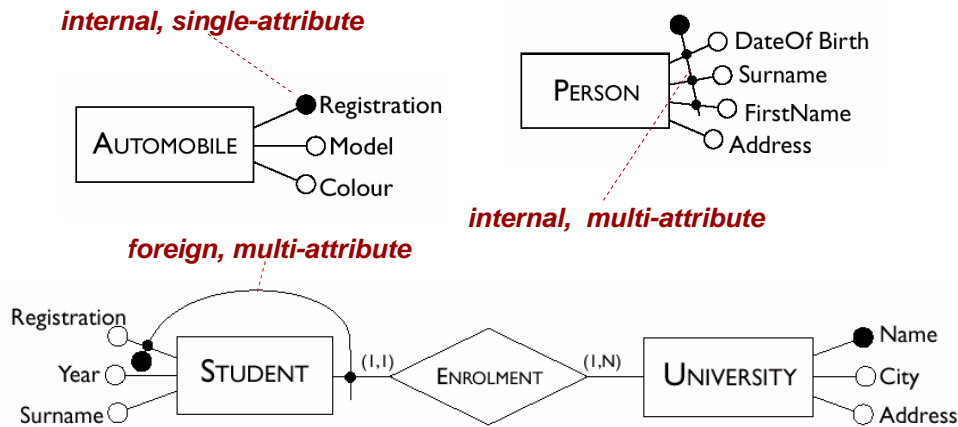 internal, single-attribute
DateOf Birth
Surname
PERSON
FirstName
Address
Registration
AUTOMOBILE
Model
Colour
internal, multi-attribute
foreign, multi-attribute
Registration
Year
Surname
STUDENT
(1,1)
ENROLMENT
(1,N)
UNIVERSITY
Name
City
Address